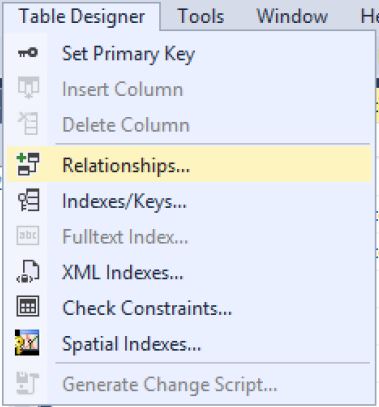 Table Designer Tools Window He
Set Primary Key
Insert Column
Delete Column
Relationships...
Indexes/Keys...
abc Fulltext Index...
XML Indexes...
Check Constraints...
Spatial Indexes...
Generate Change Script...